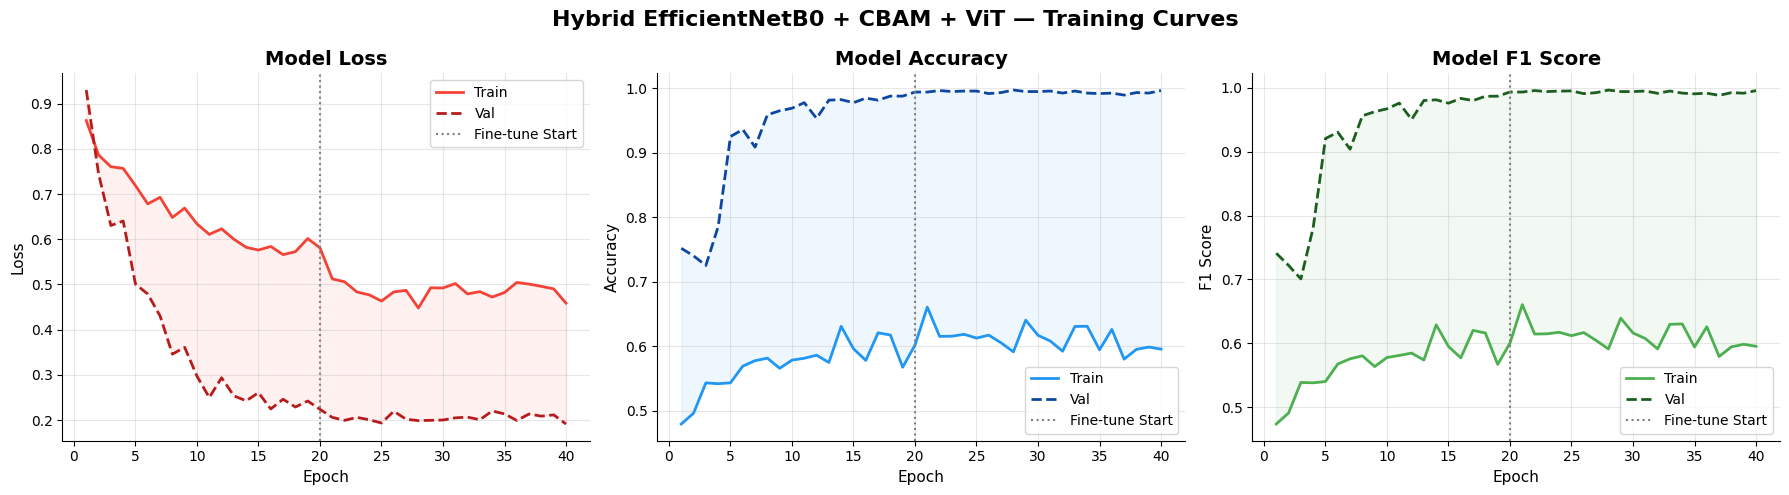 Hybrid EfficientNetB0 + CBAM + ViT — Training Curves
Model Loss
Loss
0.9
0.8
0.7
0.6
0.5
0.4
0.3
0.2
0 5 10 15 20 25 30 35 40
Epoch
Train
Val
Fine-tune Start
Model Accuracy
Accuracy
1.0
0.9
0.8
0.7
0.6
0.5
0 5 10 15 20 25 30 35 40
Epoch
Train
Val
Fine-tune Start
Model F1 Score
F1 Score
1.0
0.9
0.8
0.7
0.6
0.5
0 5 10 15 20 25 30 35 40
Epoch
Train
Val
Fine-tune Start